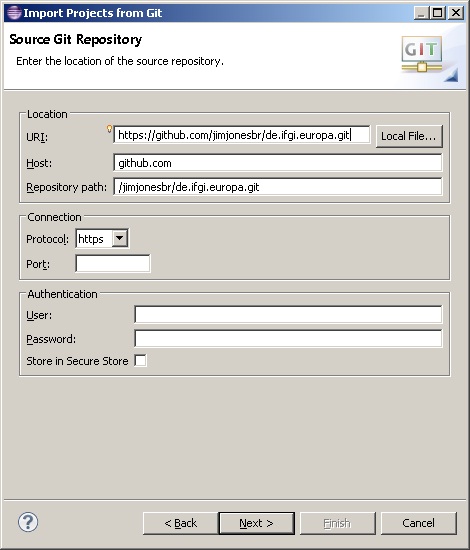 Import Projects from Git
Source Git Repository
Enter the location of the source repository.
GIT
Location
URI: https://github.com/jimjonesbr/de.ifgi.europa.git Local File...
Host: github.com
Repository path: /jimjonesbr/de.ifgi.europa.git
Connection
Protocol: https
Port:
Authentication
User:
Password:
Store in Secure Store
? < Back Next > Finish Cancel